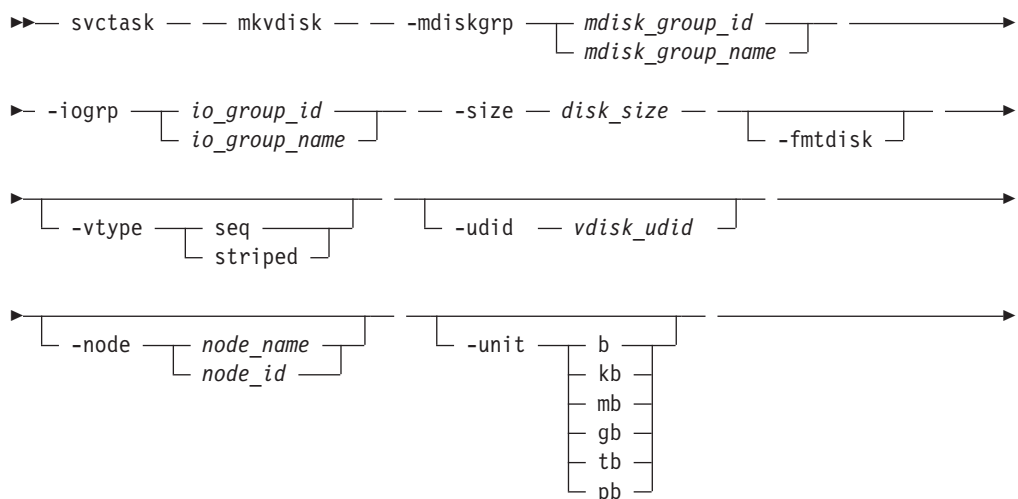 svctask mkvdisk -mdiskgrp mdisk_group_id
mdisk_group_name
-iogrp io_group_id -size disk_size
io_group_name -fmtdisk
-vtype seq -udid vdisk_udid
striped
-node node_name -unit b
node_id kb
mb
gb
tb
pb